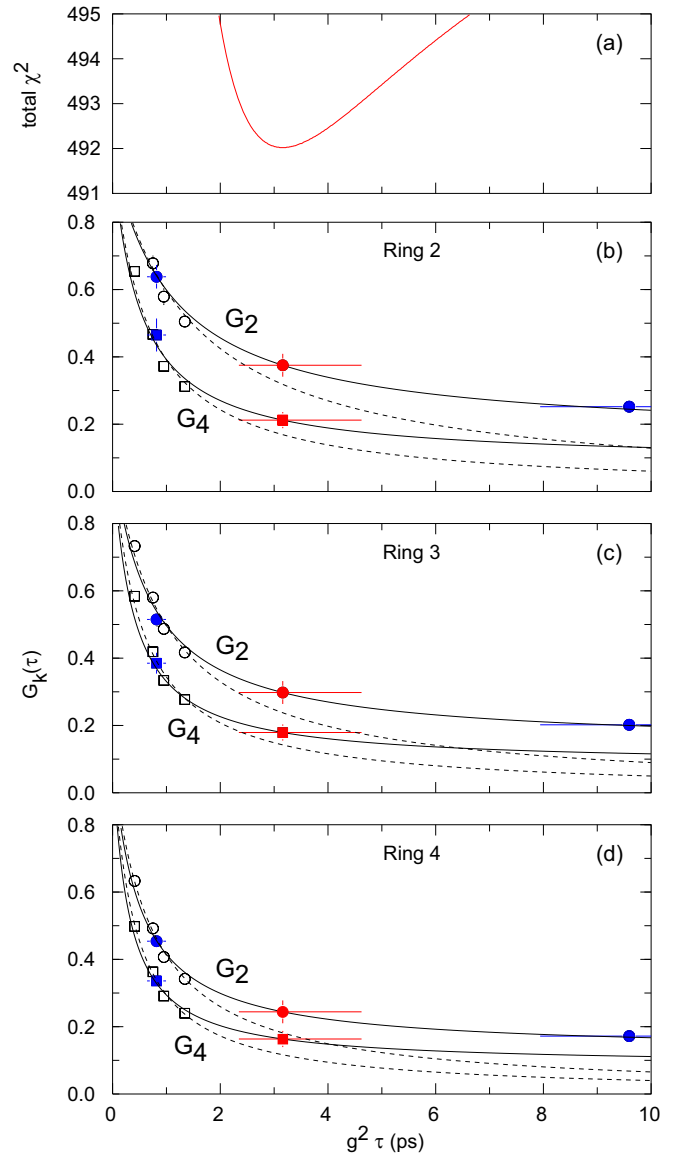 495
(a)
494
493
492
491
total χ²
0.8
Ring 2
(b)
0.6
G₂
0.4
0.2
G₄
0.0
0.8
Ring 3
(c)
0.6
G₂
0.4
0.2
G₄
0.0
Gₖ(τ)
0.8
Ring 4
(d)
0.6
0.4
G₂
0.2
G₄
0.0
0 2 4 6 8 10
g² τ (ps)